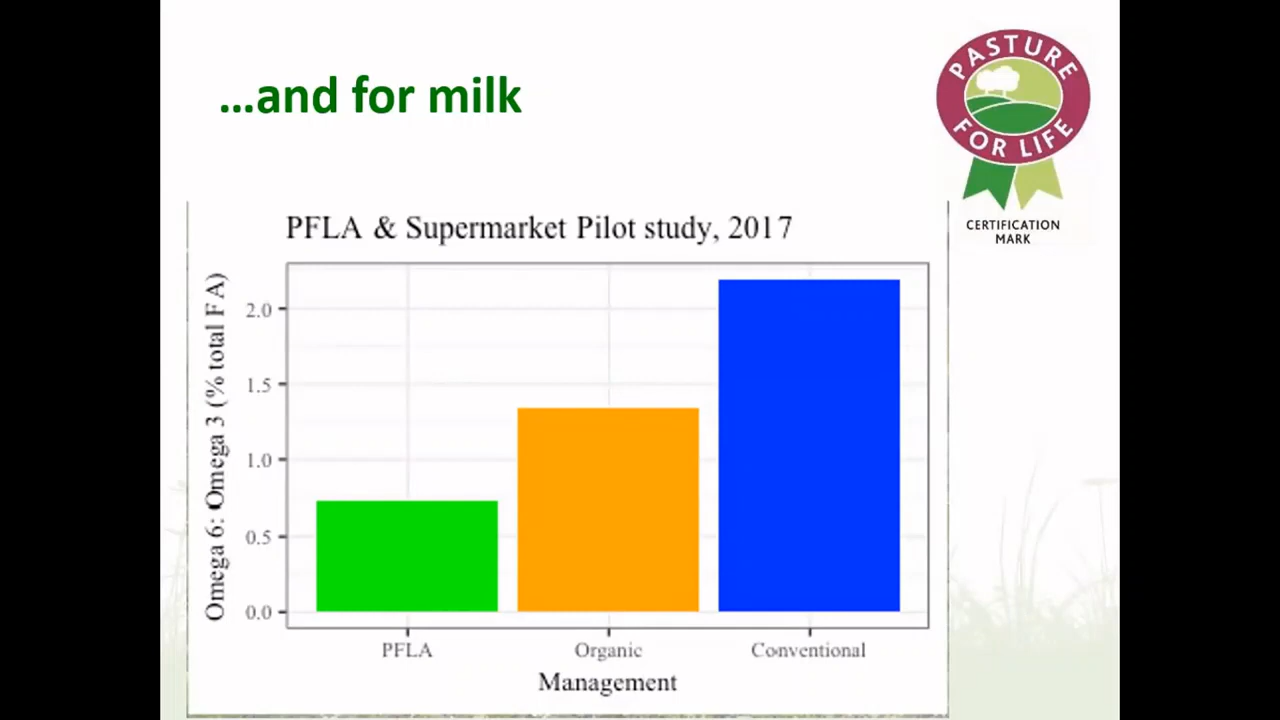 ...and for milk
PASTURE
FOR LIFE
CERTIFICATION
MARK
PFLA & Supermarket Pilot study, 2017
Omega 6: Omega 3 (% total FA)
2.0
1.5
1.0
0.5
0.0
PFLA Organic Conventional
Management